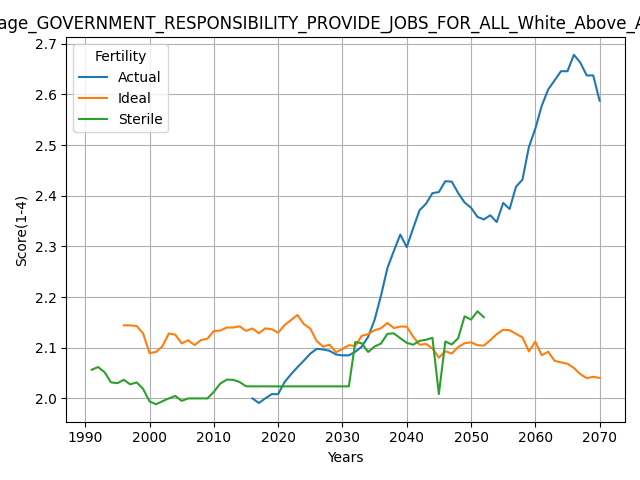 age_GOVERNMENT_RESPONSIBILITY_PROVIDE_JOBS_FOR_ALL_White_Above_A
2.7
2.6
2.5
2.4
2.3
2.2
2.1
2.0
Score(1-4)
Fertility
Actual
Ideal
Sterile
1990 2000 2010 2020 2030 2040 2050 2060 2070
Years